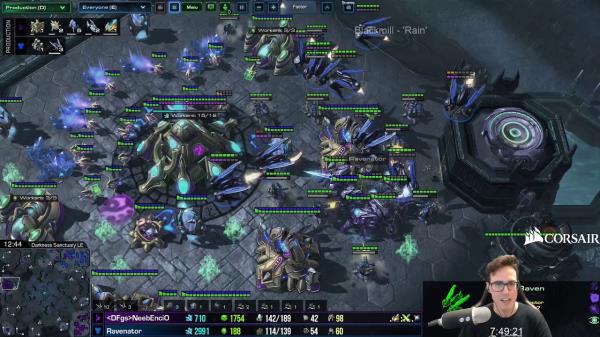 Production (D)
Everyone (E)
Menu
Faster
PRODUCTION
Blackmill - 'Rain'
Workers: 3/3
Workers: 15/16
Ravenator
Workers: 3/3
12:44
Darkness Sanctuary LE
CORSAIR
Raven
<DFgs>NeebEnciO 710 1754 142/189 42 98
Ravenator 2991 188 114/139 54 60
7:49:21